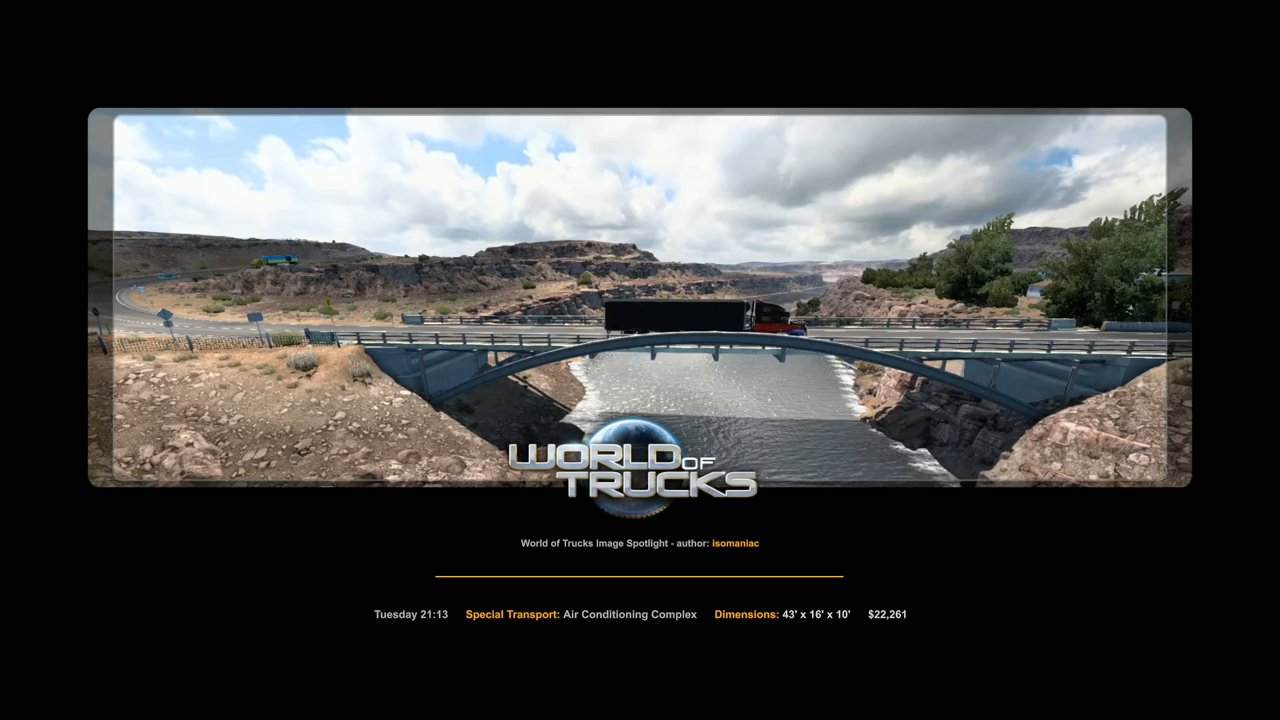 WORLD OF
TRUCKS
World of Trucks Image Spotlight - author: isomaniac
Tuesday 21:13 Special Transport: Air Conditioning Complex Dimensions: 43' x 16' x 10' $22,261